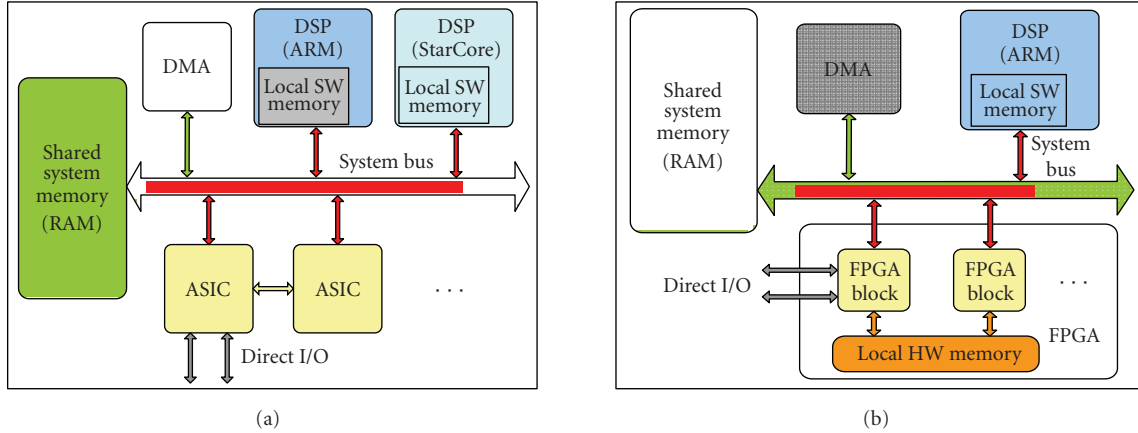 DMA
DSP
(ARM)
Local SW
memory
DSP
(StarCore)
Local SW
memory
Shared
system
memory
(RAM)
System bus
ASIC
ASIC
. . .
Direct I/O
(a)
Shared
system
memory
(RAM)
DMA
DSP
(ARM)
Local SW
memory
System
bus
Direct I/O
FPGA
block
FPGA
block
. . .
FPGA
Local HW memory
(b)